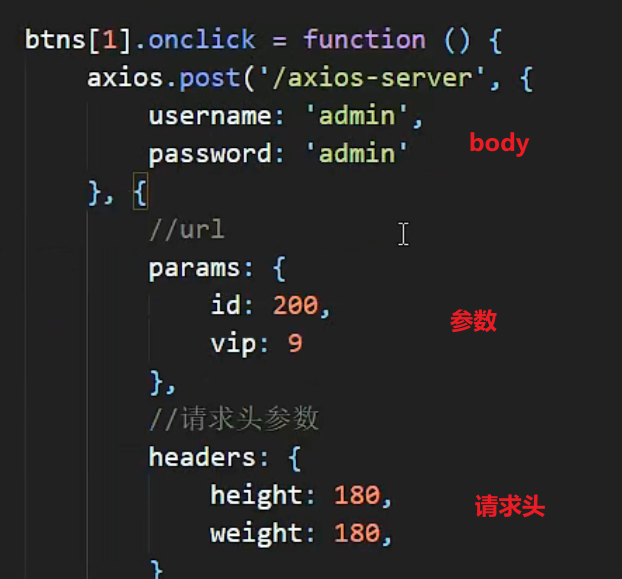 btns[1].onclick = function () {
axios.post('/axios-server', {
username: 'admin',
password: 'admin'
body
}, {
//url
params: {
id: 200,
参数
vip: 9
},
//请求头参数
headers: {
height: 180,
请求头
weight: 180,
}